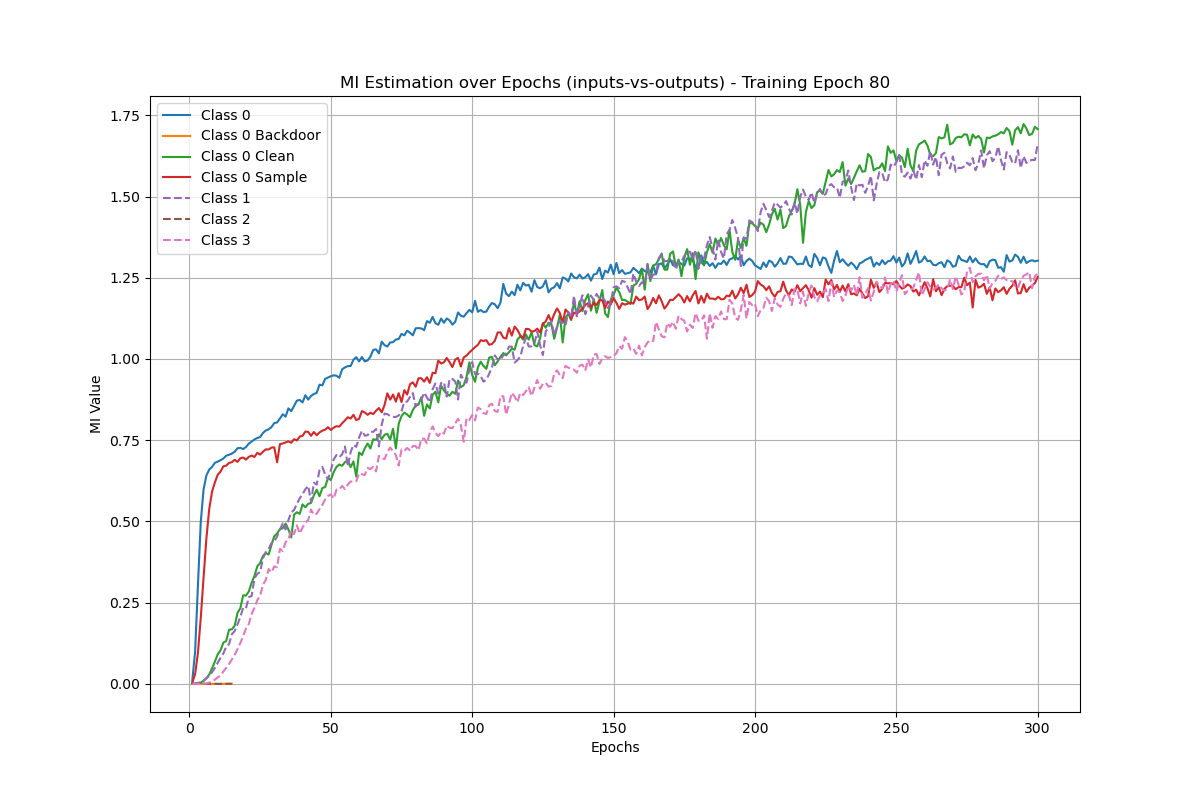 MI Estimation over Epochs (inputs-vs-outputs) - Training Epoch 80
Class 0
Class 0 Backdoor
Class 0 Clean
Class 0 Sample
Class 1
Class 2
Class 3
MI Value
1.75
1.50
1.25
1.00
0.75
0.50
0.25
0.00
0 50 100 150 200 250 300
Epochs